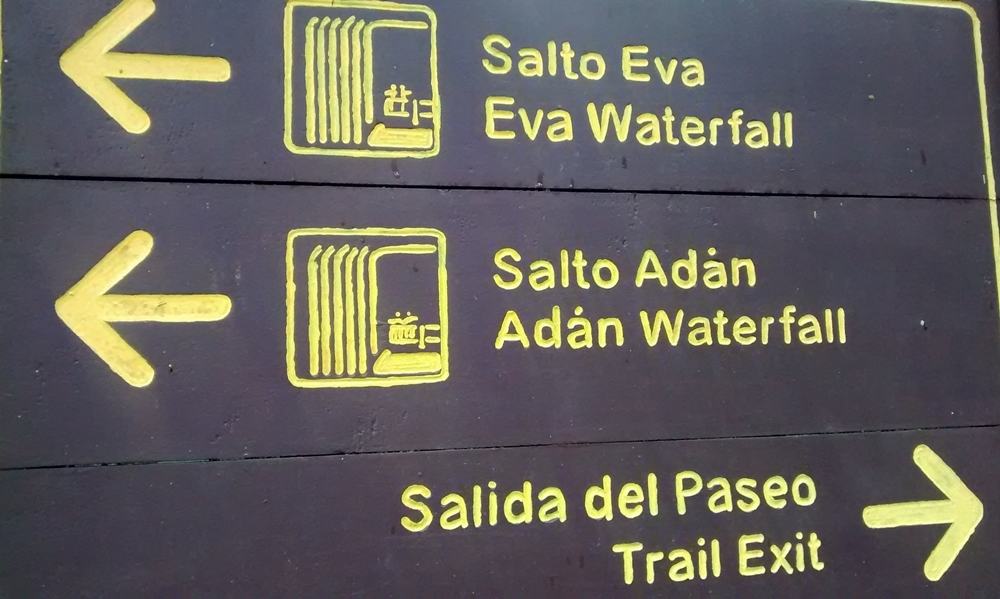 Salto Eva
Eva Waterfall
Salto Adán
Adán Waterfall
Salida del Paseo
Trail Exit